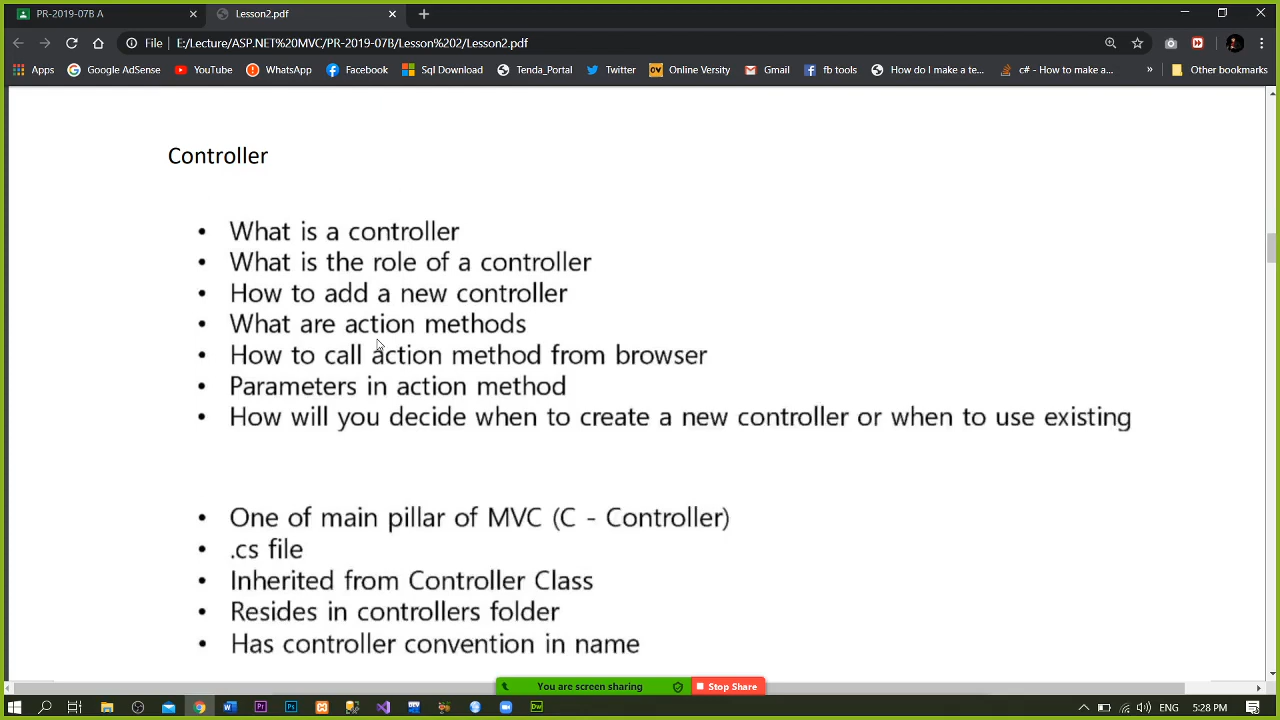 PR-2019-07B A
Lesson2.pdf
File E:/Lecture/ASP.NET%20MVC/PR-2019-07B/Lesson%202/Lesson2.pdf
Apps Google AdSense YouTube WhatsApp Facebook Sql Download Tenda_Portal Twitter Online Versity Gmail fb tools How do I make a te... c# - How to make a... » Other bookmarks
Controller
• What is a controller
• What is the role of a controller
• How to add a new controller
• What are action methods
• How to call action method from browser
• Parameters in action method
• How will you decide when to create a new controller or when to use existing
• One of main pillar of MVC (C - Controller)
• .cs file
• Inherited from Controller Class
• Resides in controllers folder
• Has controller convention in name
You are screen sharing Stop Share
ENG 5:28 PM